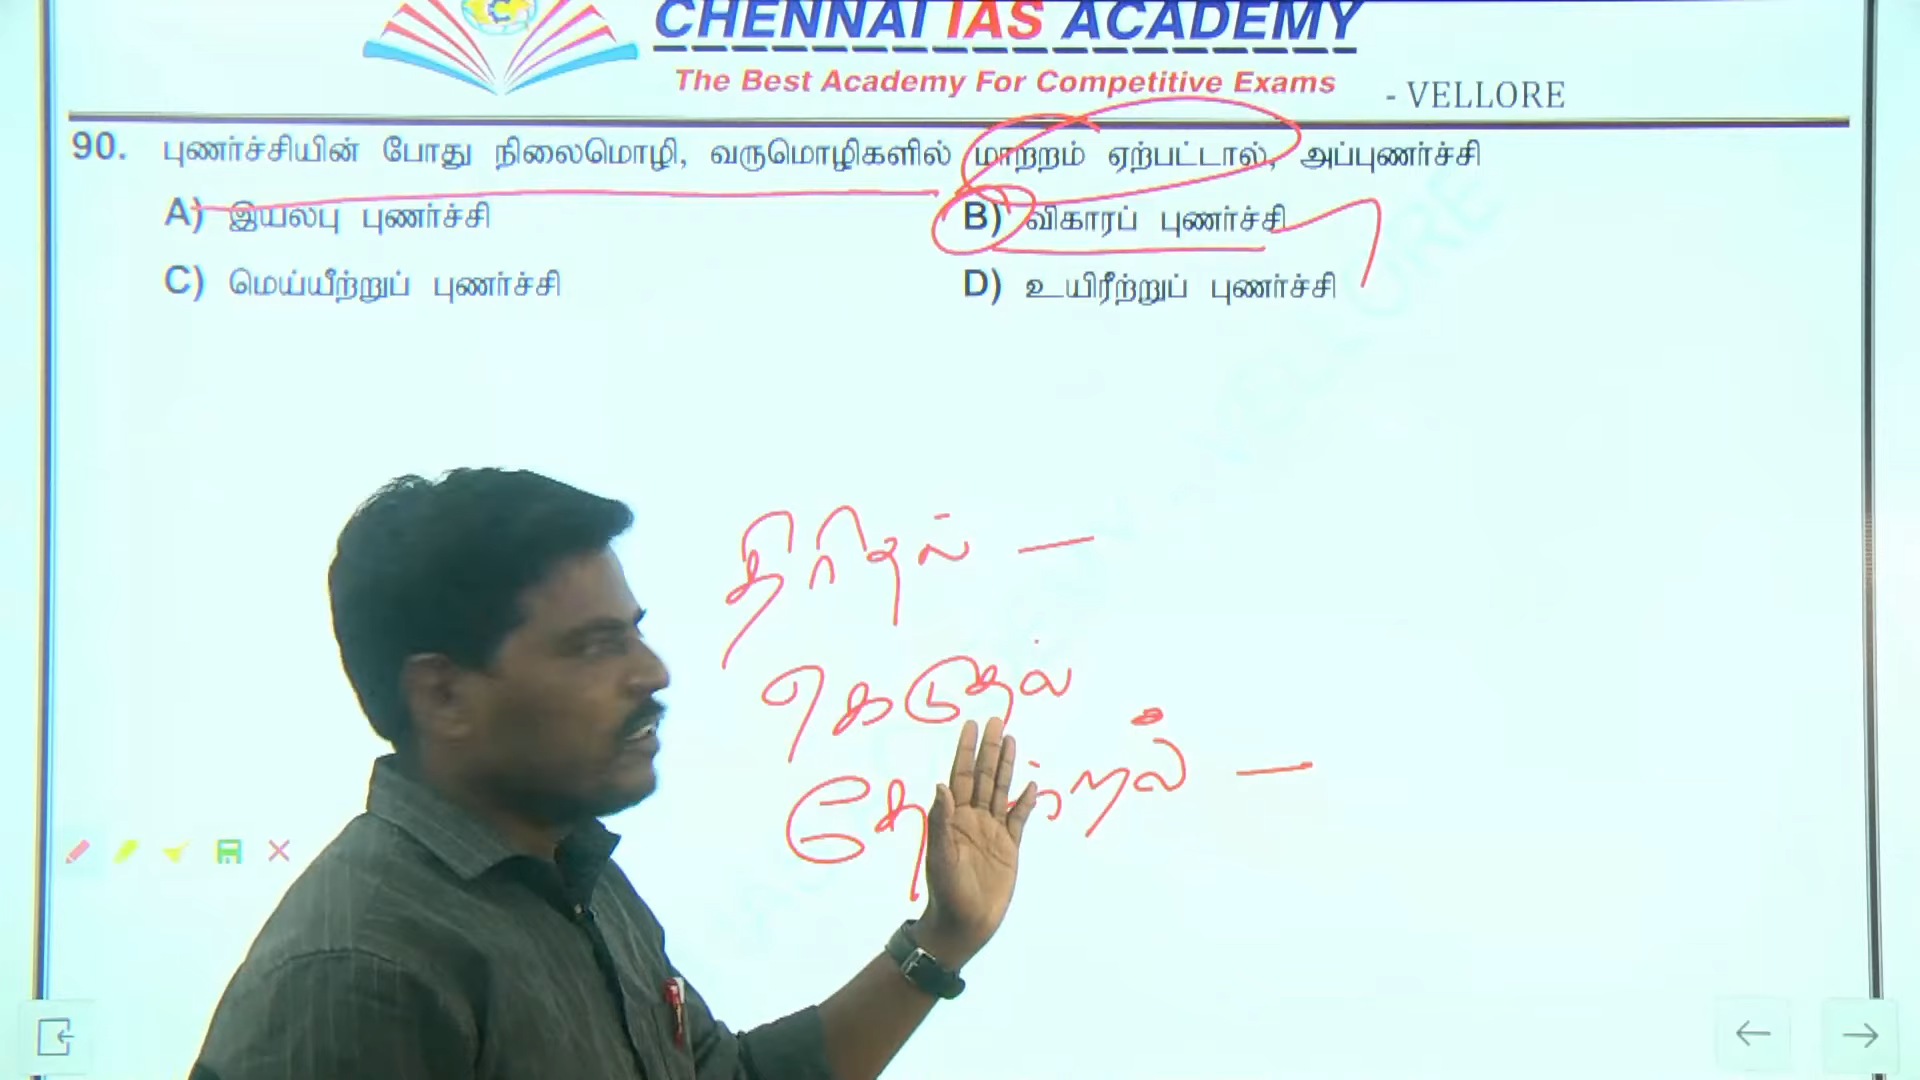 CHENNAI IAS ACADEMY
The Best Academy For Competitive Exams
- VELLORE
90. புணர்ச்சியின் போது நிலைமொழி, வருமொழிகளில் மாற்றம் ஏற்பட்டால், அப்புணர்ச்சி
A) இயல்பு புணர்ச்சி
B) விகாரப் புணர்ச்சி
C) மெய்யீற்றுப் புணர்ச்சி
D) உயிரீற்றுப் புணர்ச்சி
திரிதல் —
கெடுதல்